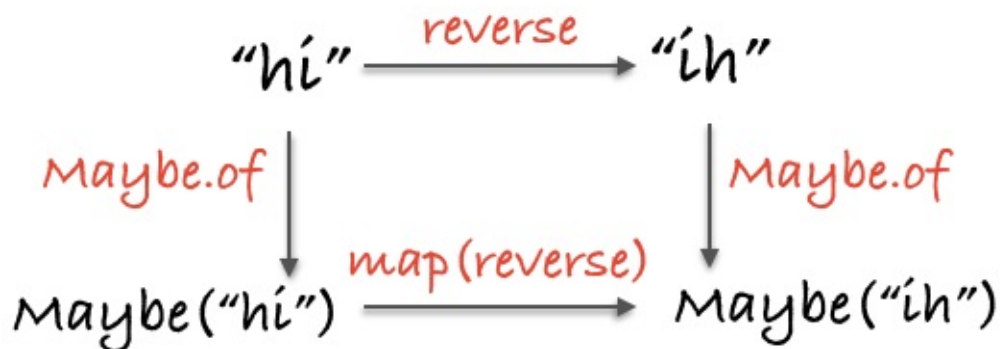 reverse
“hi” “ih”
Maybe.of Maybe.of
map(reverse)
Maybe(“hi”) Maybe(“ih”)